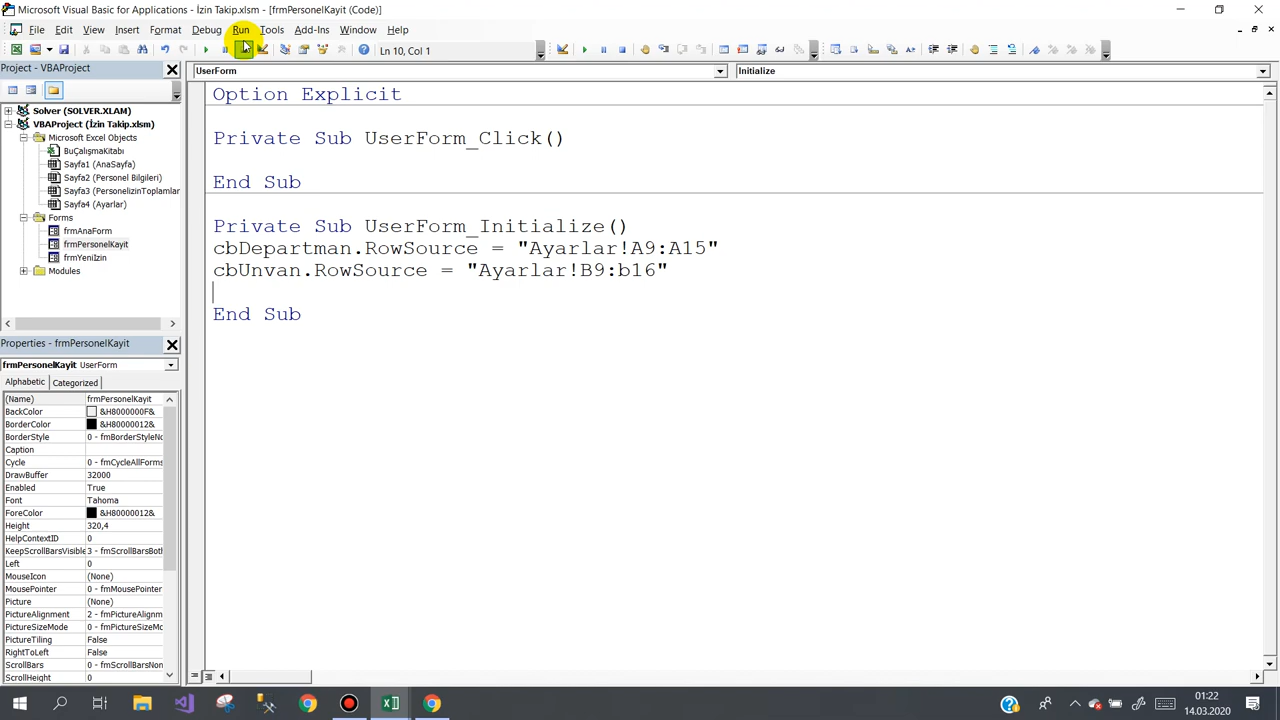 Microsoft Visual Basic for Applications - İzin Takip.xlsm - [frmPersonelKayit (Code)]
File Edit View Insert Format Debug Run Tools Add-Ins Window Help
Ln 10, Col 1
Project - VBAProject
UserForm
Initialize
Solver (SOLVER.XLAM)
VBAProject (İzin Takip.xlsm)
Microsoft Excel Objects
BuÇalışmaKitabı
Sayfa1 (AnaSayfa)
Sayfa2 (Personel Bilgileri)
Sayfa3 (PersonelizinToplamlar
Sayfa4 (Ayarlar)
Forms
frmAnaForm
frmPersonelKayit
frmYeniIzin
Modules
Option Explicit
Private Sub UserForm_Click()
End Sub
Private Sub UserForm_Initialize()
cbDepartman.RowSource = "Ayarlar!A9:A15"
cbUnvan.RowSource = "Ayarlar!B9:b16"
End Sub
Properties - frmPersonelKayit
frmPersonelKayit UserForm
Alphabetic Categorized
(Name) frmPersonelKayit
BackColor &H8000000F&
BorderColor &H80000012&
BorderStyle 0 - fmBorderStyleNo
Caption
Cycle 0 - fmCycleAllForms
DrawBuffer 32000
Enabled True
Font Tahoma
ForeColor &H80000012&
Height 320,4
HelpContextID 0
KeepScrollBarsVisible 3 - fmScrollBarsBoth
Left 0
MouseIcon (None)
MousePointer 0 - fmMousePointer
Picture (None)
PictureAlignment 2 - fmPictureAlignm
PictureSizeMode 0 - fmPictureSizeMo
PictureTiling False
RightToLeft False
ScrollBars 0 - fmScrollBarsNon
ScrollHeight 0
01:22
14.03.2020